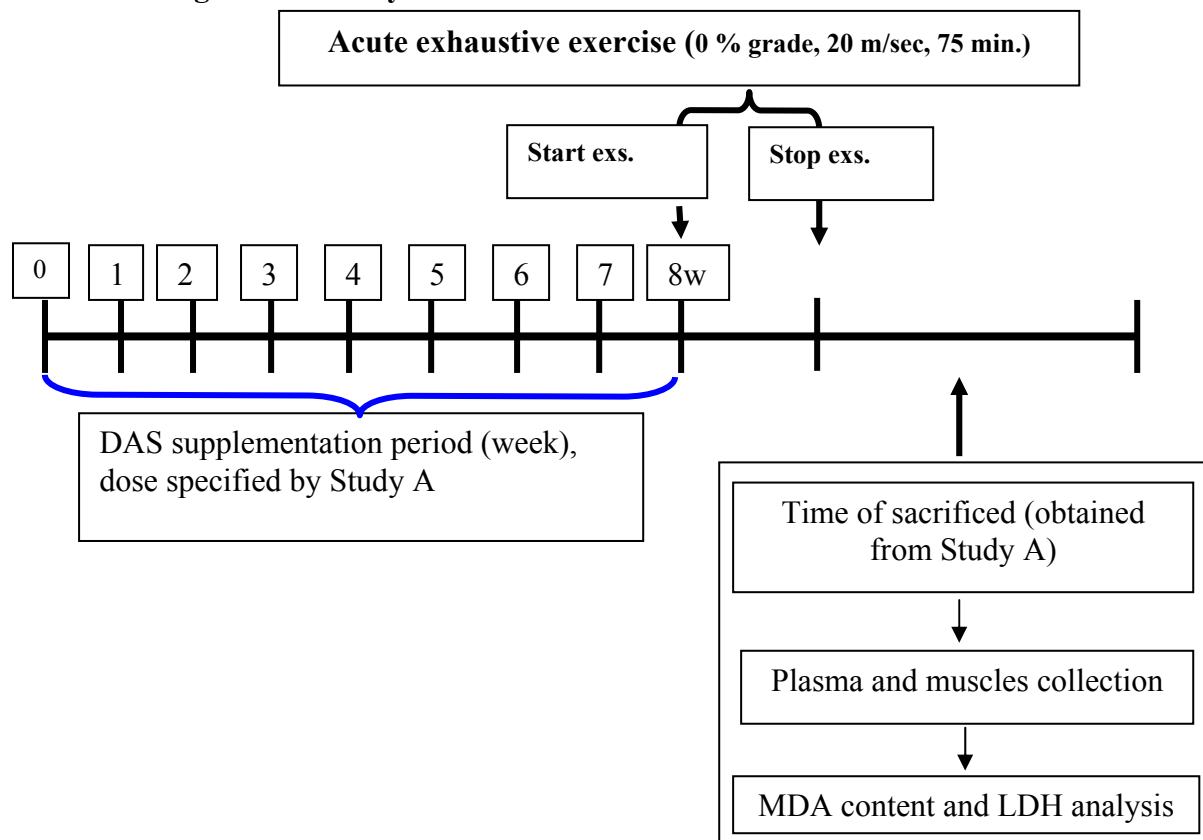 Acute exhaustive exercise (0 % grade, 20 m/sec, 75 min.)
Start exs.
Stop exs.
0 1 2 3 4 5 6 7 8w
DAS supplementation period (week),
dose specified by Study A
Time of sacrificed (obtained
from Study A)
Plasma and muscles collection
MDA content and LDH analysis